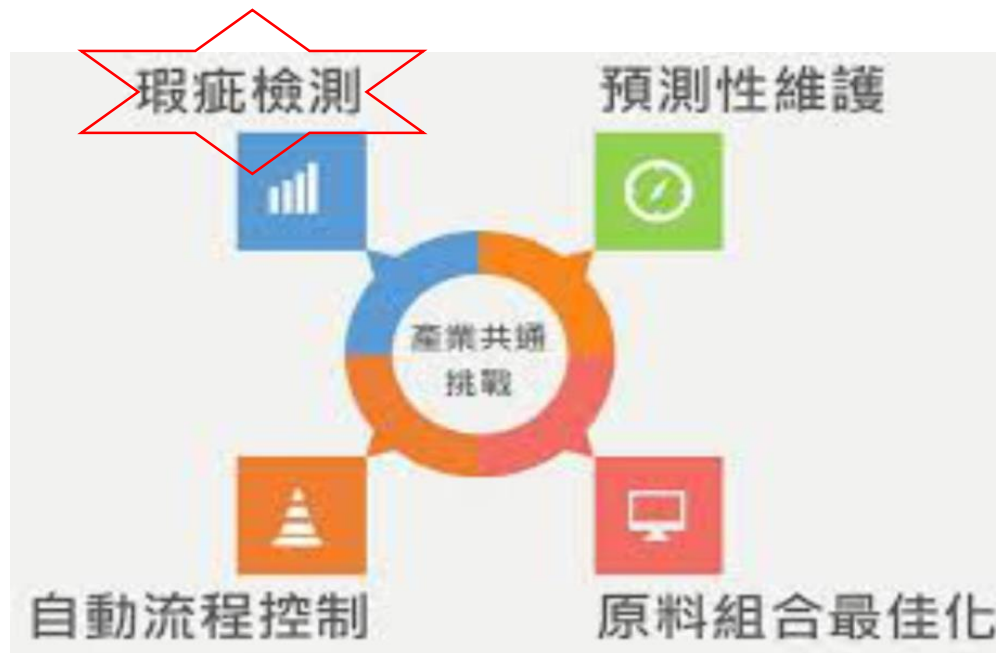 瑕疵檢測
預測性維護
產業共通
挑戰
自動流程控制
原料組合最佳化